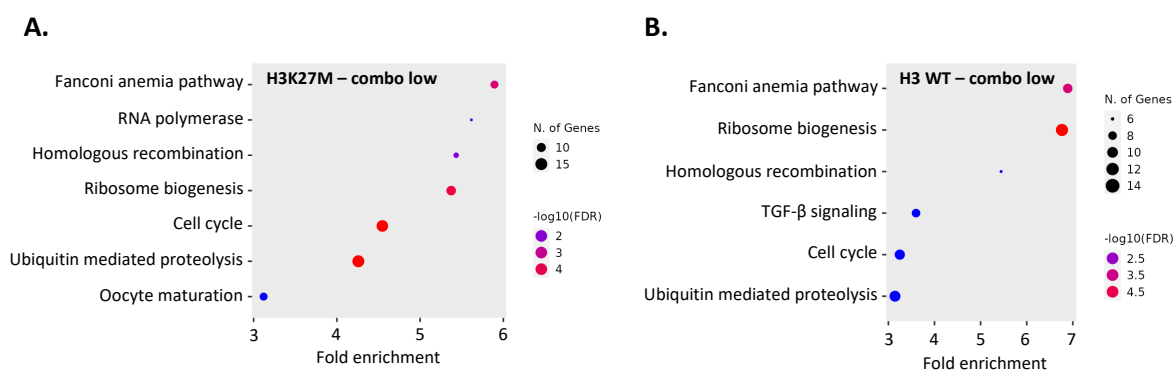 A.
H3K27M – combo low
Fanconi anemia pathway
RNA polymerase
Homologous recombination
Ribosome biogenesis
Cell cycle
Ubiquitin mediated proteolysis
Oocyte maturation
3 4 5 6
Fold enrichment
N. of Genes
10
15
-log10(FDR)
2
3
4
B.
H3 WT – combo low
Fanconi anemia pathway
Ribosome biogenesis
Homologous recombination
TGF-β signaling
Cell cycle
Ubiquitin mediated proteolysis
3 4 5 6 7
Fold enrichment
N. of Genes
6
8
10
12
14
-log10(FDR)
2.5
3.5
4.5